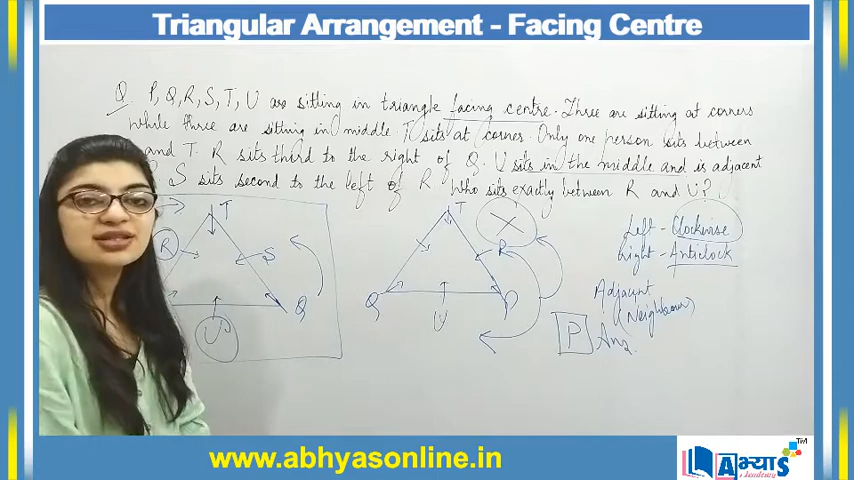 Triangular Arrangement - Facing Centre
Q. P, Q, R, S, T, U are sitting in triangle facing centre. Three are sitting at corners
while three are sitting in middle T sits at corner. Only one person sits between
and T. R sits third to the right of Q. U sits in the middle and is adjacent
S sits second to the left of R Who sits exactly between R and U?
T
R
S
Q
U
T
X
R
Q
P
U
Left - Clockwise
Right - Anticlock
Adjacent
(Neighbour)
P Ans.
www.abhyasonline.in
अभ्यास
Academy
TM